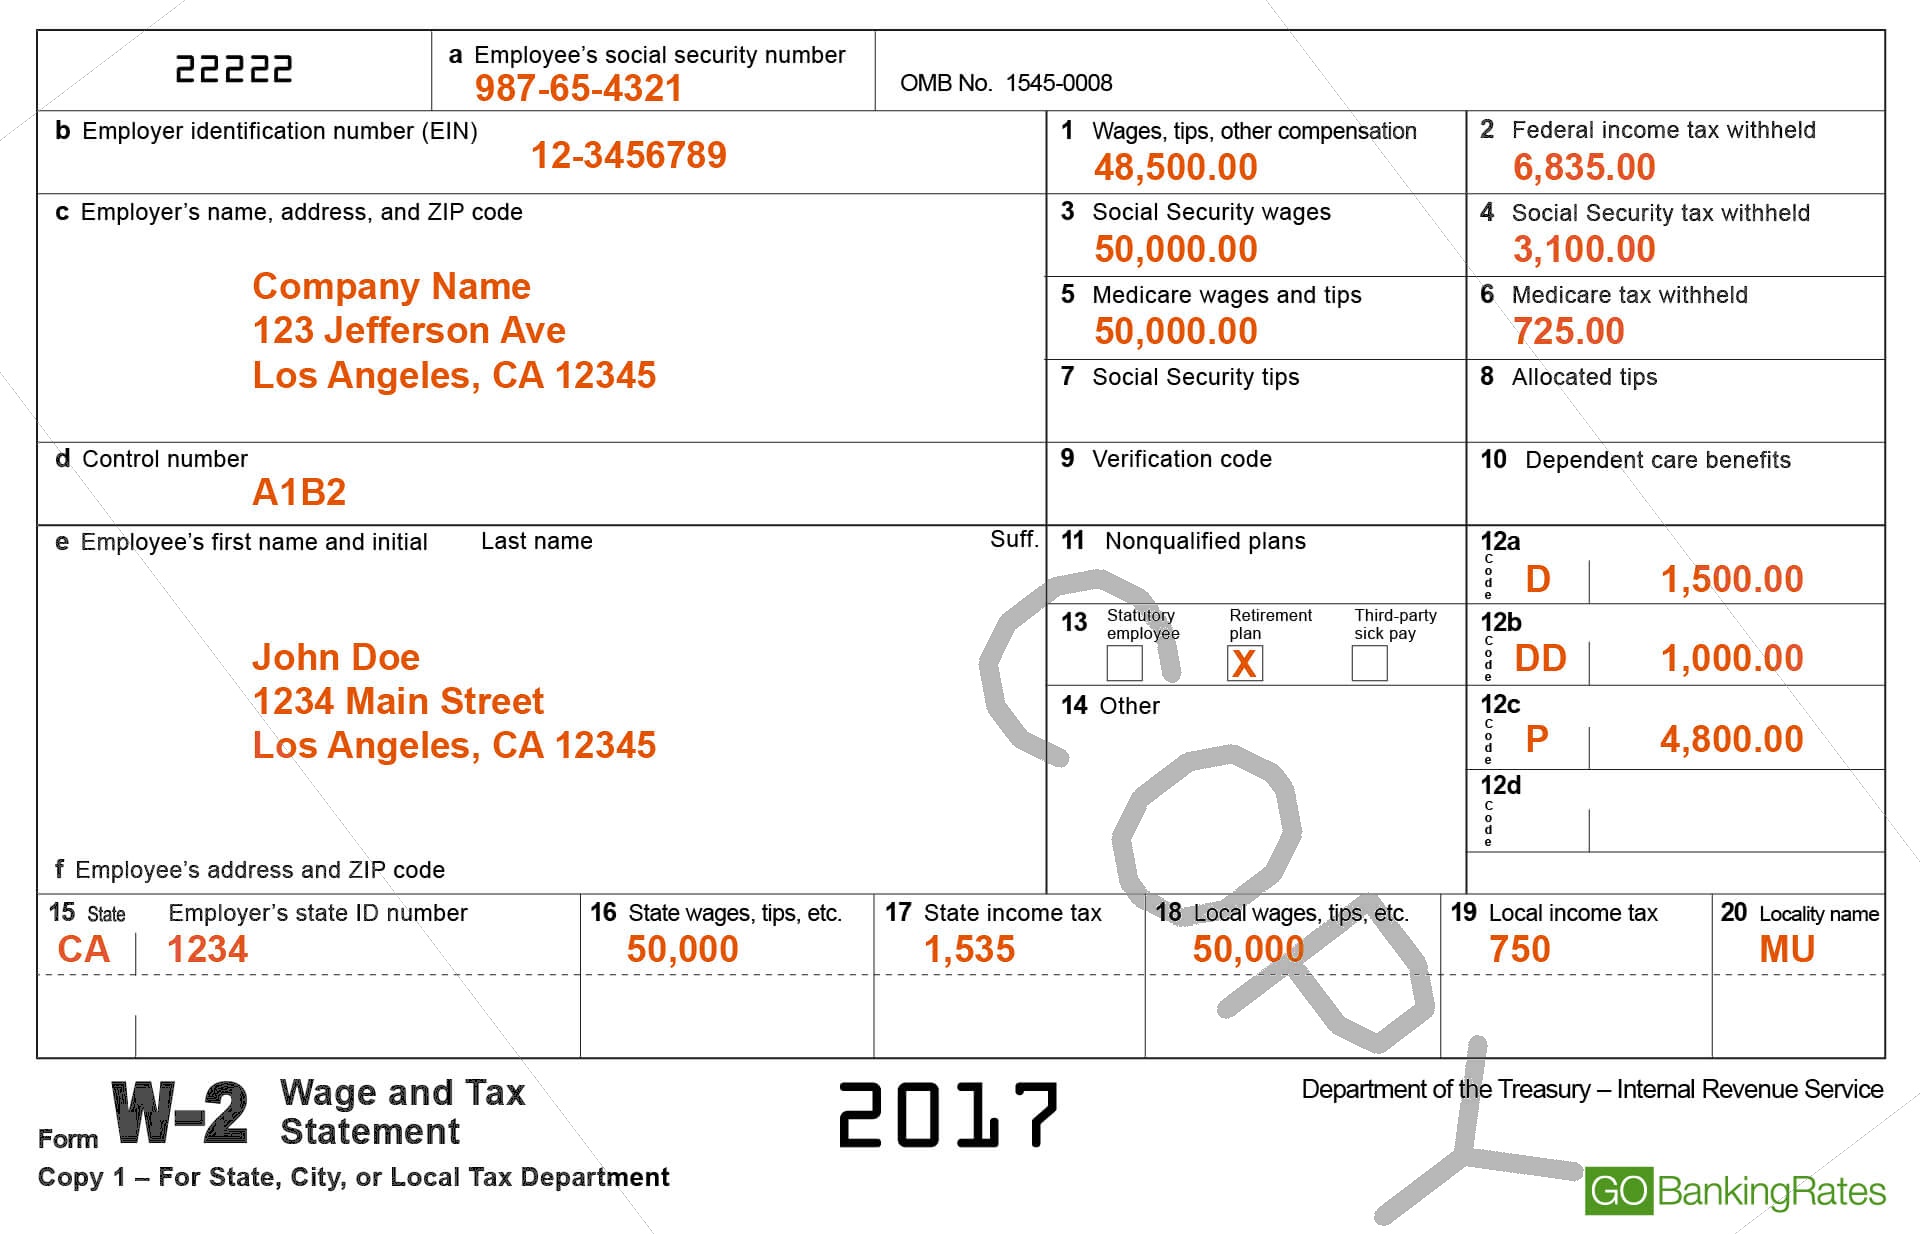 22222
a Employee's social security number
987-65-4321
OMB No. 1545-0008
b Employer identification number (EIN)
12-3456789
1 Wages, tips, other compensation
48,500.00
2 Federal income tax withheld
6,835.00
c Employer's name, address, and ZIP code
Company Name
123 Jefferson Ave
Los Angeles, CA 12345
3 Social Security wages
50,000.00
4 Social Security tax withheld
3,100.00
5 Medicare wages and tips
50,000.00
6 Medicare tax withheld
725.00
7 Social Security tips
8 Allocated tips
d Control number
A1B2
9 Verification code
10 Dependent care benefits
e Employee's first name and initial Last name Suff.
John Doe
1234 Main Street
Los Angeles, CA 12345
f Employee's address and ZIP code
11 Nonqualified plans
12a
Code D 1,500.00
13 Statutory employee Retirement plan Third-party sick pay
X
12b
Code DD 1,000.00
14 Other
12c
Code P 4,800.00
12d
Code
15 State Employer's state ID number
CA 1234
16 State wages, tips, etc.
50,000
17 State income tax
1,535
18 Local wages, tips, etc.
50,000
19 Local income tax
750
20 Locality name
MU
COPY
Form W-2 Wage and Tax Statement
2017
Department of the Treasury – Internal Revenue Service
Copy 1 – For State, City, or Local Tax Department
GOBankingRates